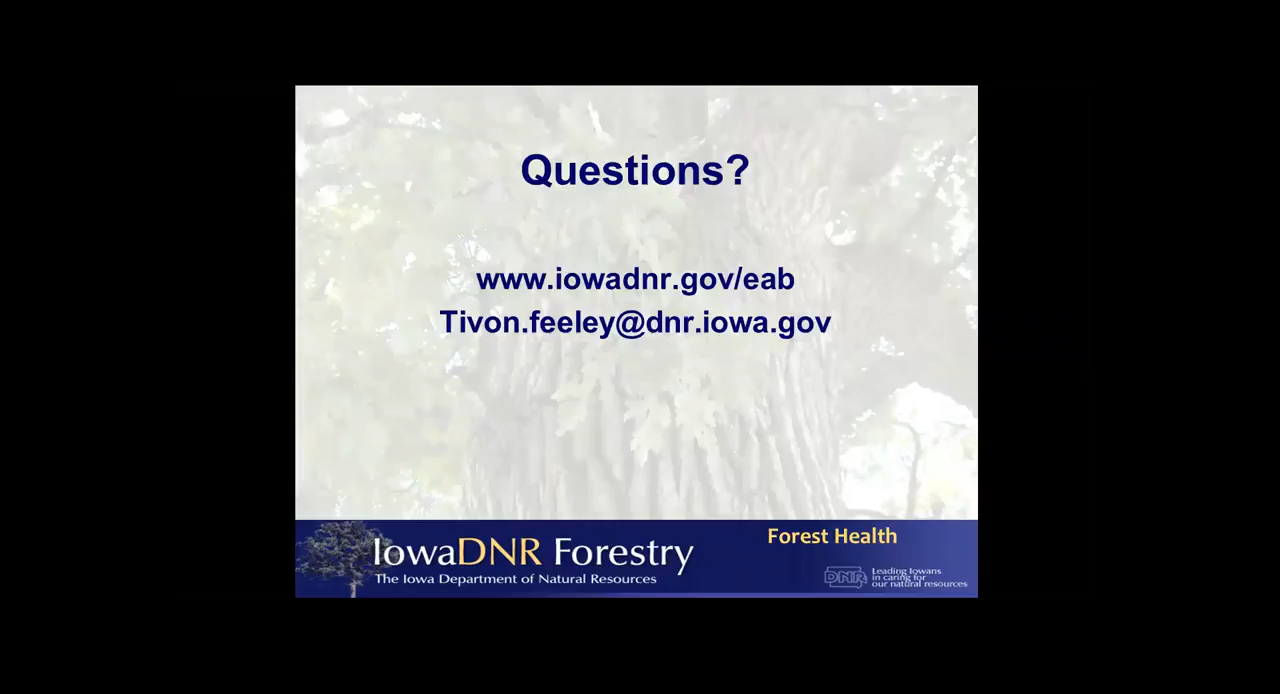 Questions?
www.iowadnr.gov/eab
Tivon.feeley@dnr.iowa.gov
Forest Health
IowaDNR Forestry
The Iowa Department of Natural Resources
DNR
Leading Iowans
in caring for
our natural resources